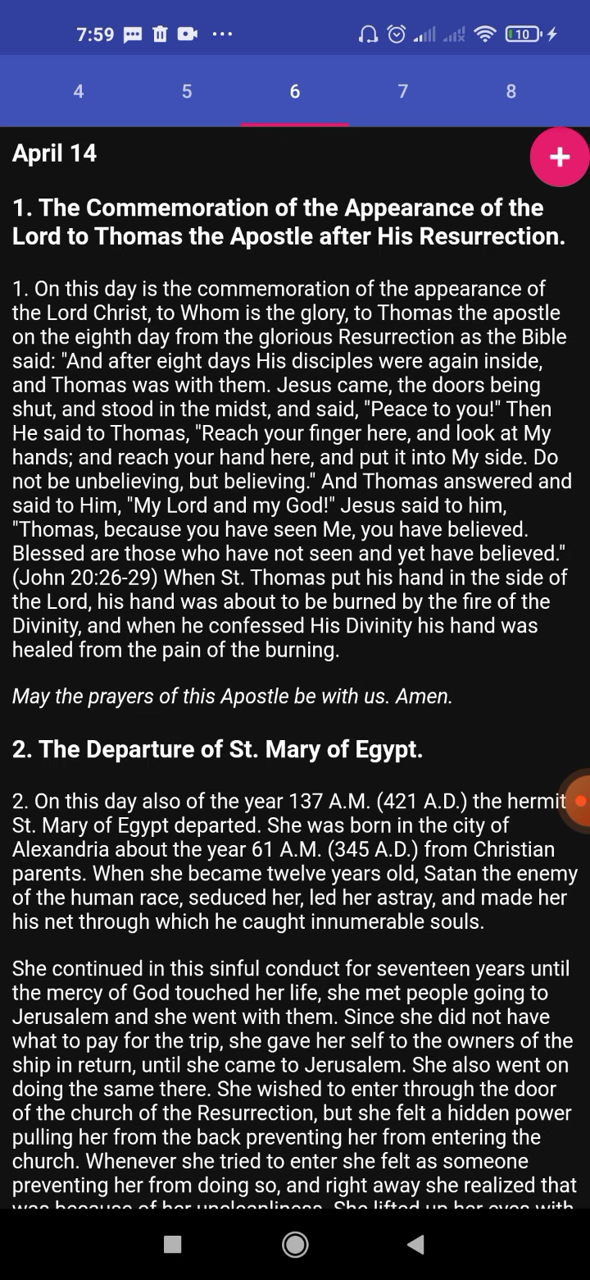 7:59
10
4 5 6 7 8
April 14
+
1. The Commemoration of the Appearance of the
Lord to Thomas the Apostle after His Resurrection.
1. On this day is the commemoration of the appearance of
the Lord Christ, to Whom is the glory, to Thomas the apostle
on the eighth day from the glorious Resurrection as the Bible
said: "And after eight days His disciples were again inside,
and Thomas was with them. Jesus came, the doors being
shut, and stood in the midst, and said, "Peace to you!" Then
He said to Thomas, "Reach your finger here, and look at My
hands; and reach your hand here, and put it into My side. Do
not be unbelieving, but believing." And Thomas answered and
said to Him, "My Lord and my God!" Jesus said to him,
"Thomas, because you have seen Me, you have believed.
Blessed are those who have not seen and yet have believed."
(John 20:26-29) When St. Thomas put his hand in the side of
the Lord, his hand was about to be burned by the fire of the
Divinity, and when he confessed His Divinity his hand was
healed from the pain of the burning.
May the prayers of this Apostle be with us. Amen.
2. The Departure of St. Mary of Egypt.
2. On this day also of the year 137 A.M. (421 A.D.) the hermit
St. Mary of Egypt departed. She was born in the city of
Alexandria about the year 61 A.M. (345 A.D.) from Christian
parents. When she became twelve years old, Satan the enemy
of the human race, seduced her, led her astray, and made her
his net through which he caught innumerable souls.
She continued in this sinful conduct for seventeen years until
the mercy of God touched her life, she met people going to
Jerusalem and she went with them. Since she did not have
what to pay for the trip, she gave her self to the owners of the
ship in return, until she came to Jerusalem. She also went on
doing the same there. She wished to enter through the door
of the church of the Resurrection, but she felt a hidden power
pulling her from the back preventing her from entering the
church. Whenever she tried to enter she felt as someone
preventing her from doing so, and right away she realized that
was because of her uncleanliness. She lifted up her eyes with